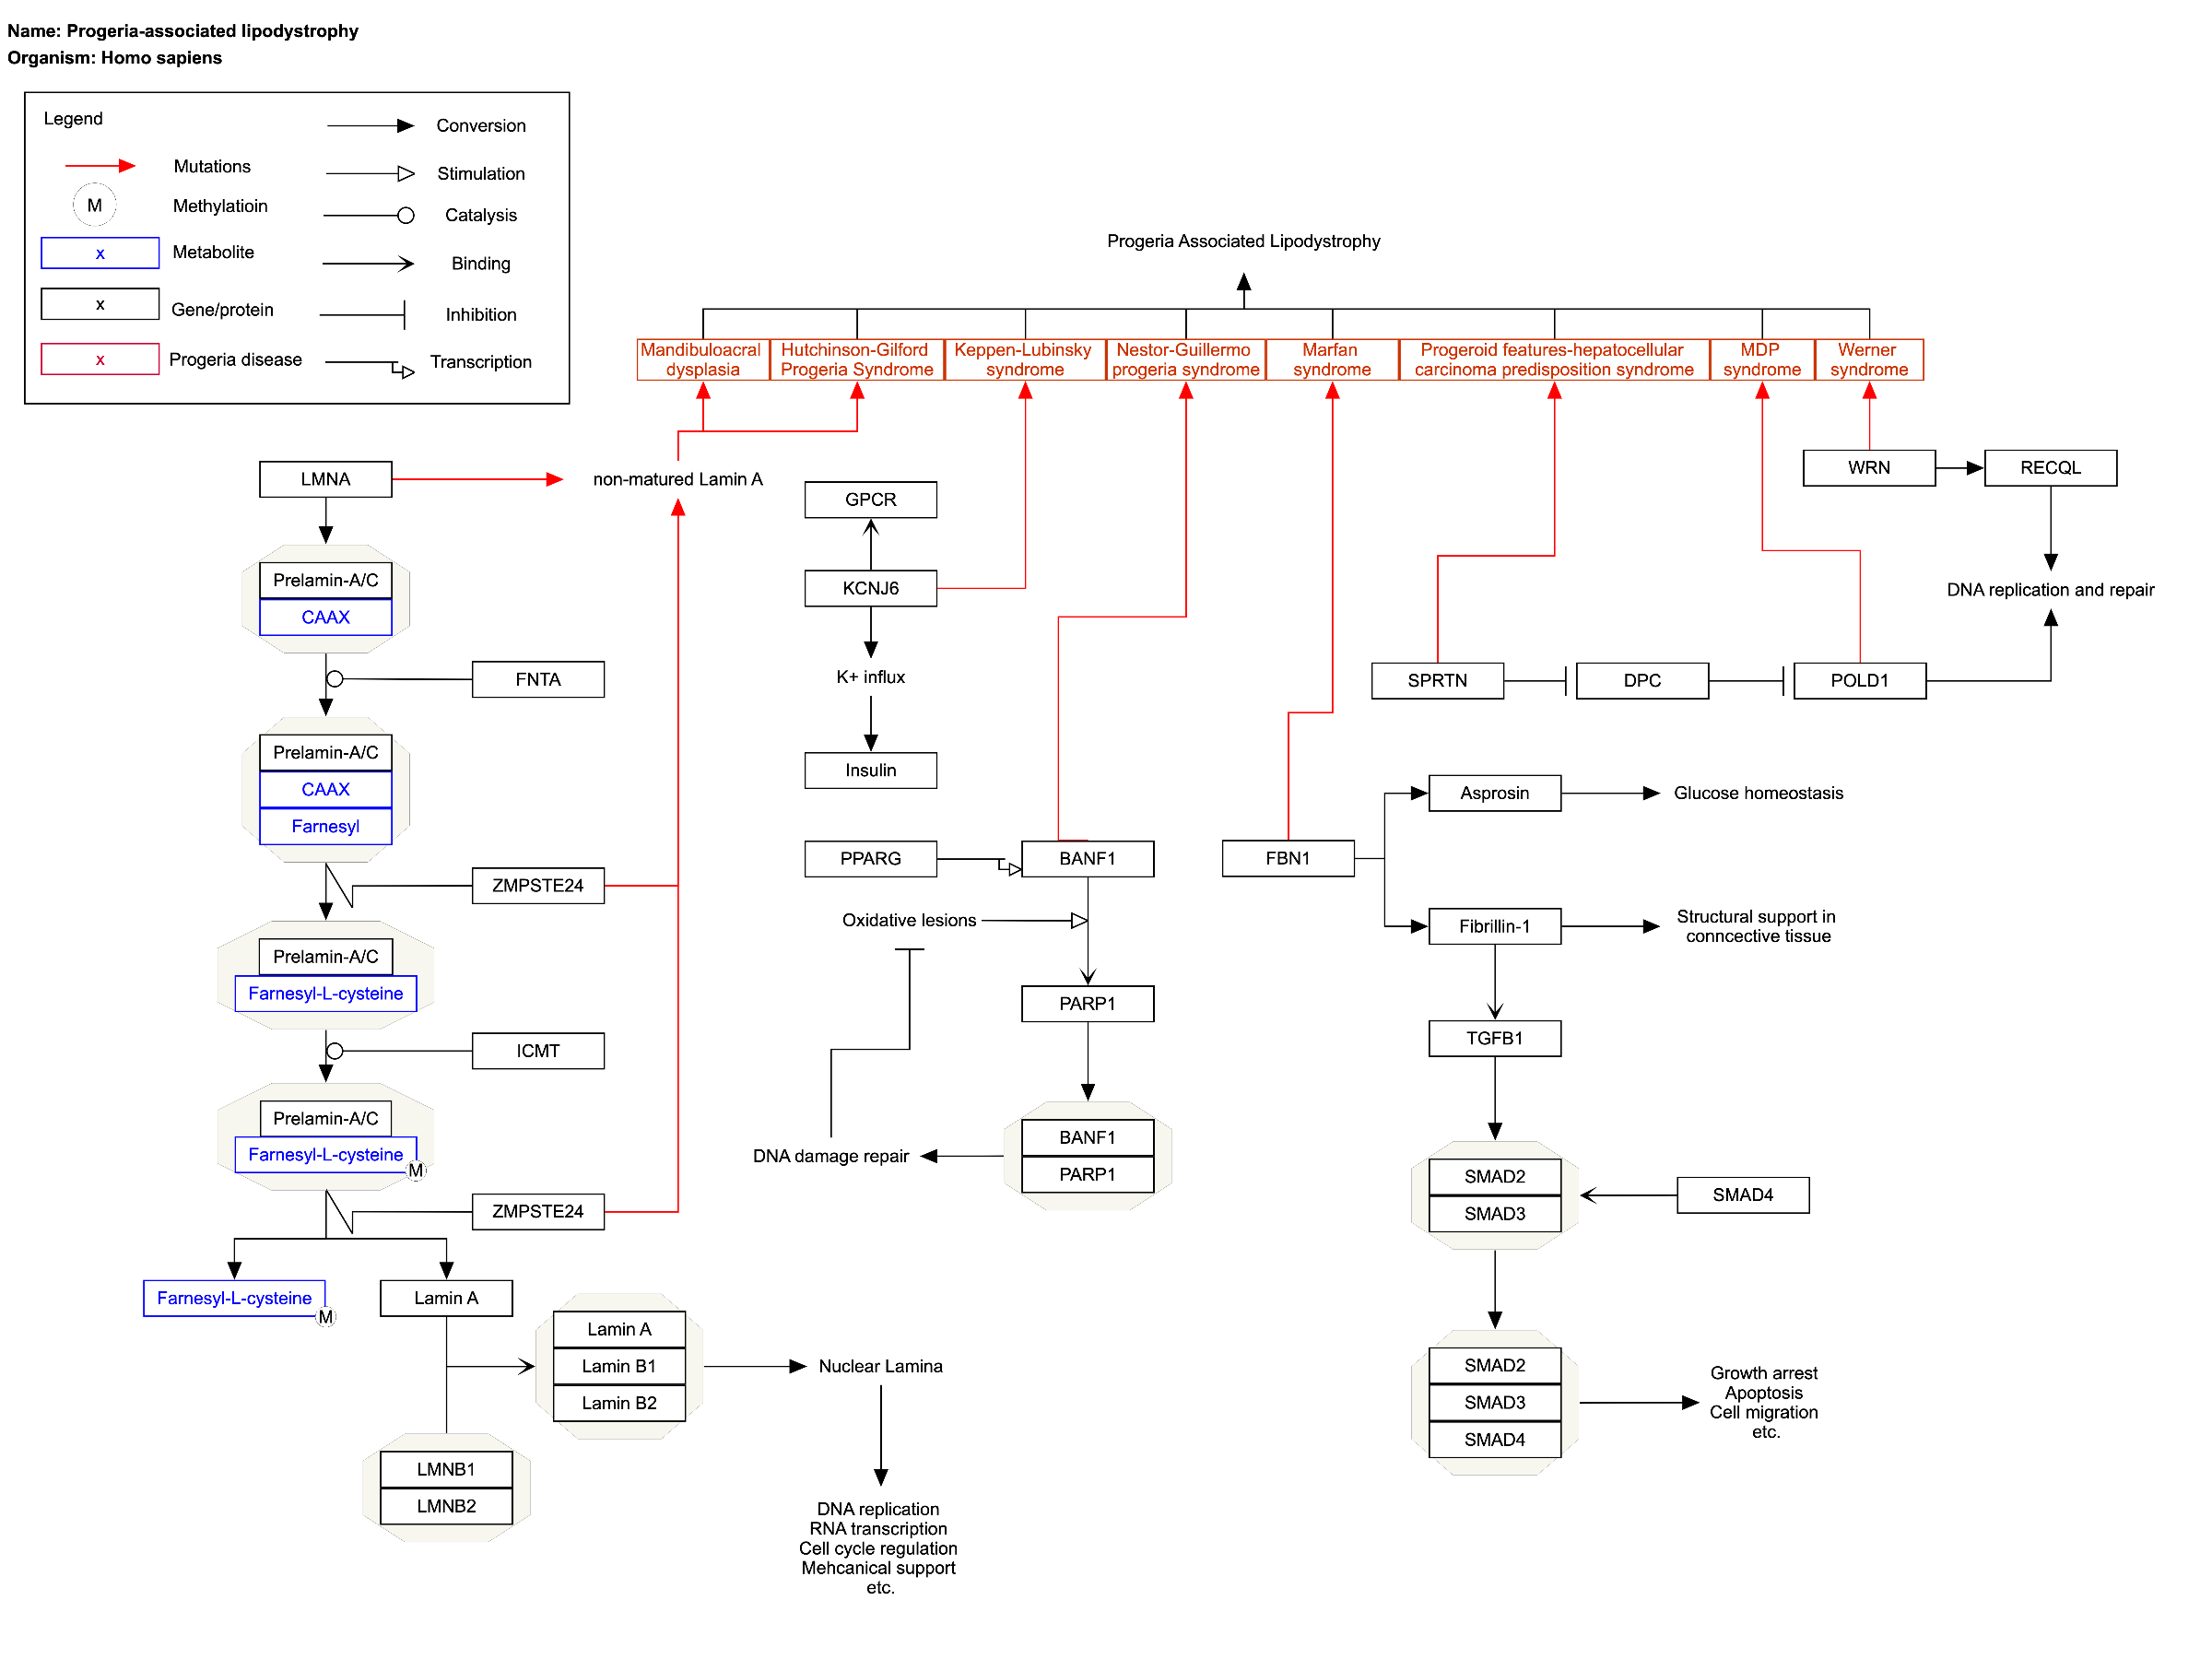 Name: Progeria-associated lipodystrophy
Organism: Homo sapiens
Legend
Mutations
M
Methylatioin
x
Metabolite
x
Gene/protein
x
Progeria disease
Conversion
Stimulation
Catalysis
Binding
Inhibition
Transcription
Progeria Associated Lipodystrophy
Mandibuloacral
dysplasia
Hutchinson-Gilford
Progeria Syndrome
Keppen-Lubinsky
syndrome
Nestor-Guillermo
progeria syndrome
Marfan
syndrome
Progeroid features-hepatocellular
carcinoma predisposition syndrome
MDP
syndrome
Werner
syndrome
LMNA
non-matured Lamin A
Prelamin-A/C
CAAX
FNTA
Prelamin-A/C
CAAX
Farnesyl
ZMPSTE24
Prelamin-A/C
Farnesyl-L-cysteine
ICMT
Prelamin-A/C
Farnesyl-L-cysteine
M
ZMPSTE24
Farnesyl-L-cysteine
M
Lamin A
Lamin A
Lamin B1
Lamin B2
LMNB1
LMNB2
Nuclear Lamina
DNA replication
RNA transcription
Cell cycle regulation
Mehcanical support
etc.
GPCR
KCNJ6
K+ influx
Insulin
PPARG
BANF1
Oxidative lesions
PARP1
BANF1
PARP1
DNA damage repair
WRN
RECQL
DNA replication and repair
SPRTN
DPC
POLD1
FBN1
Asprosin
Glucose homeostasis
Fibrillin-1
Structural support in
conncective tissue
TGFB1
SMAD2
SMAD3
SMAD4
SMAD2
SMAD3
SMAD4
Growth arrest
Apoptosis
Cell migration
etc.